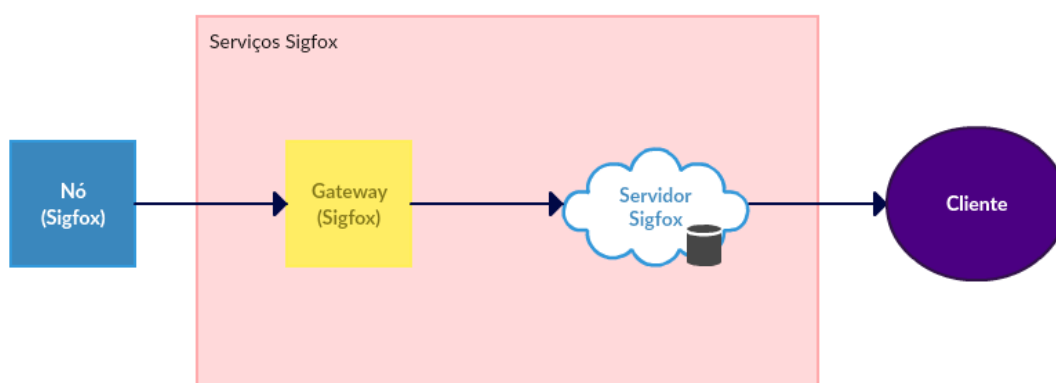 Serviços Sigfox
Nó
(Sigfox)
Gateway
(Sigfox)
Servidor
Sigfox
Cliente